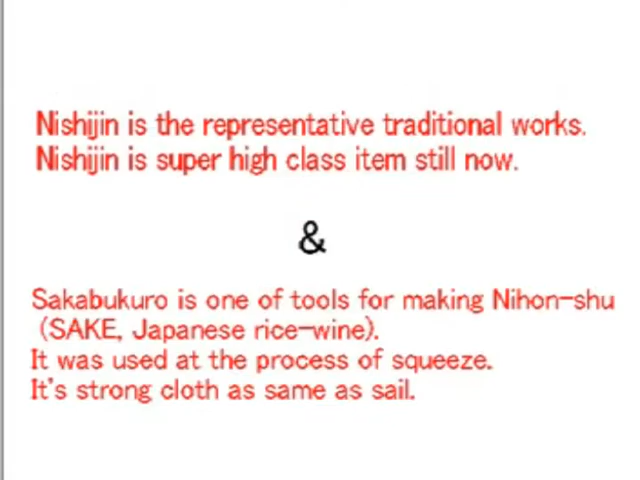 Nishijin is the representative traditional works.
Nishijin is super high class item still now.
&
Sakabukuro is one of tools for making Nihon-shu
(SAKE, Japanese rice-wine).
It was used at the process of squeeze.
It's strong cloth as same as sail.